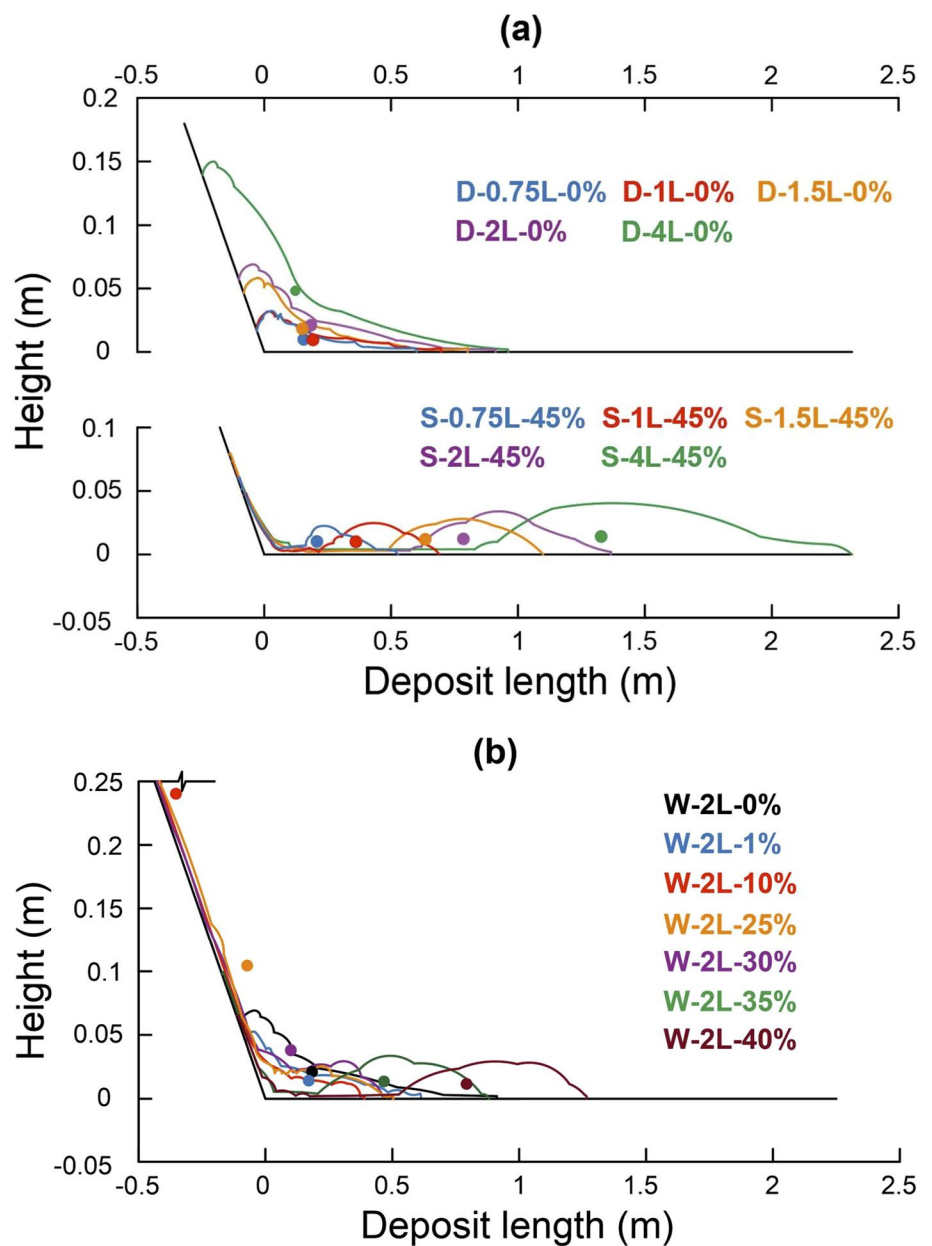 (a)
-0.5 0 0.5 1 1.5 2 2.5
0.2
0.15
D-0.75L-0% D-1L-0% D-1.5L-0%
D-2L-0% D-4L-0%
0.1
0.05
0
Height (m)
0.1
S-0.75L-45% S-1L-45% S-1.5L-45%
S-2L-45% S-4L-45%
0.05
0
-0.05
-0.5 0 0.5 1 1.5 2 2.5
Deposit length (m)
(b)
0.25
W-2L-0%
W-2L-1%
0.2
W-2L-10%
W-2L-25%
0.15
W-2L-30%
0.1
W-2L-35%
W-2L-40%
0.05
0
-0.05
Height (m)
-0.5 0 0.5 1 1.5 2 2.5
Deposit length (m)